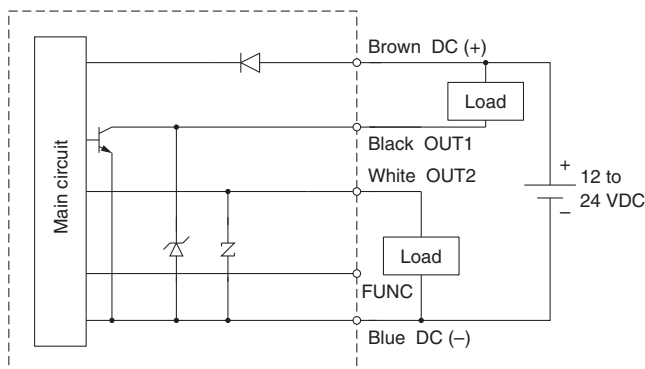 Brown DC (+)
Load
Black OUT1
White OUT2
Main circuit
+
12 to
24 VDC
–
Load
FUNC
Blue DC (–)